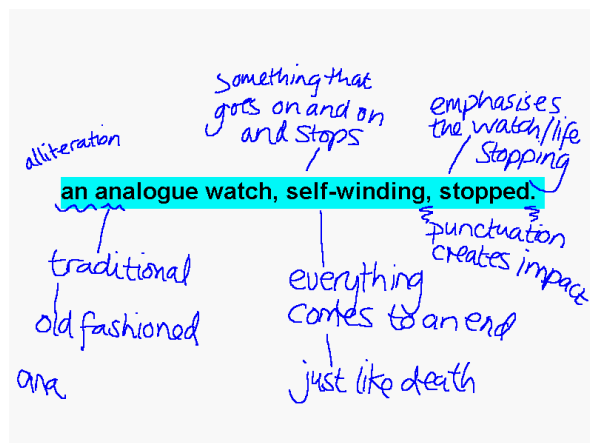 something that
goes on and on
and stops
emphasises
the watch/life
stopping
alliteration
an analogue watch, self-winding, stopped.
punctuation
creates impact
traditional
old fashioned
everything
comes to an end
just like death
ana